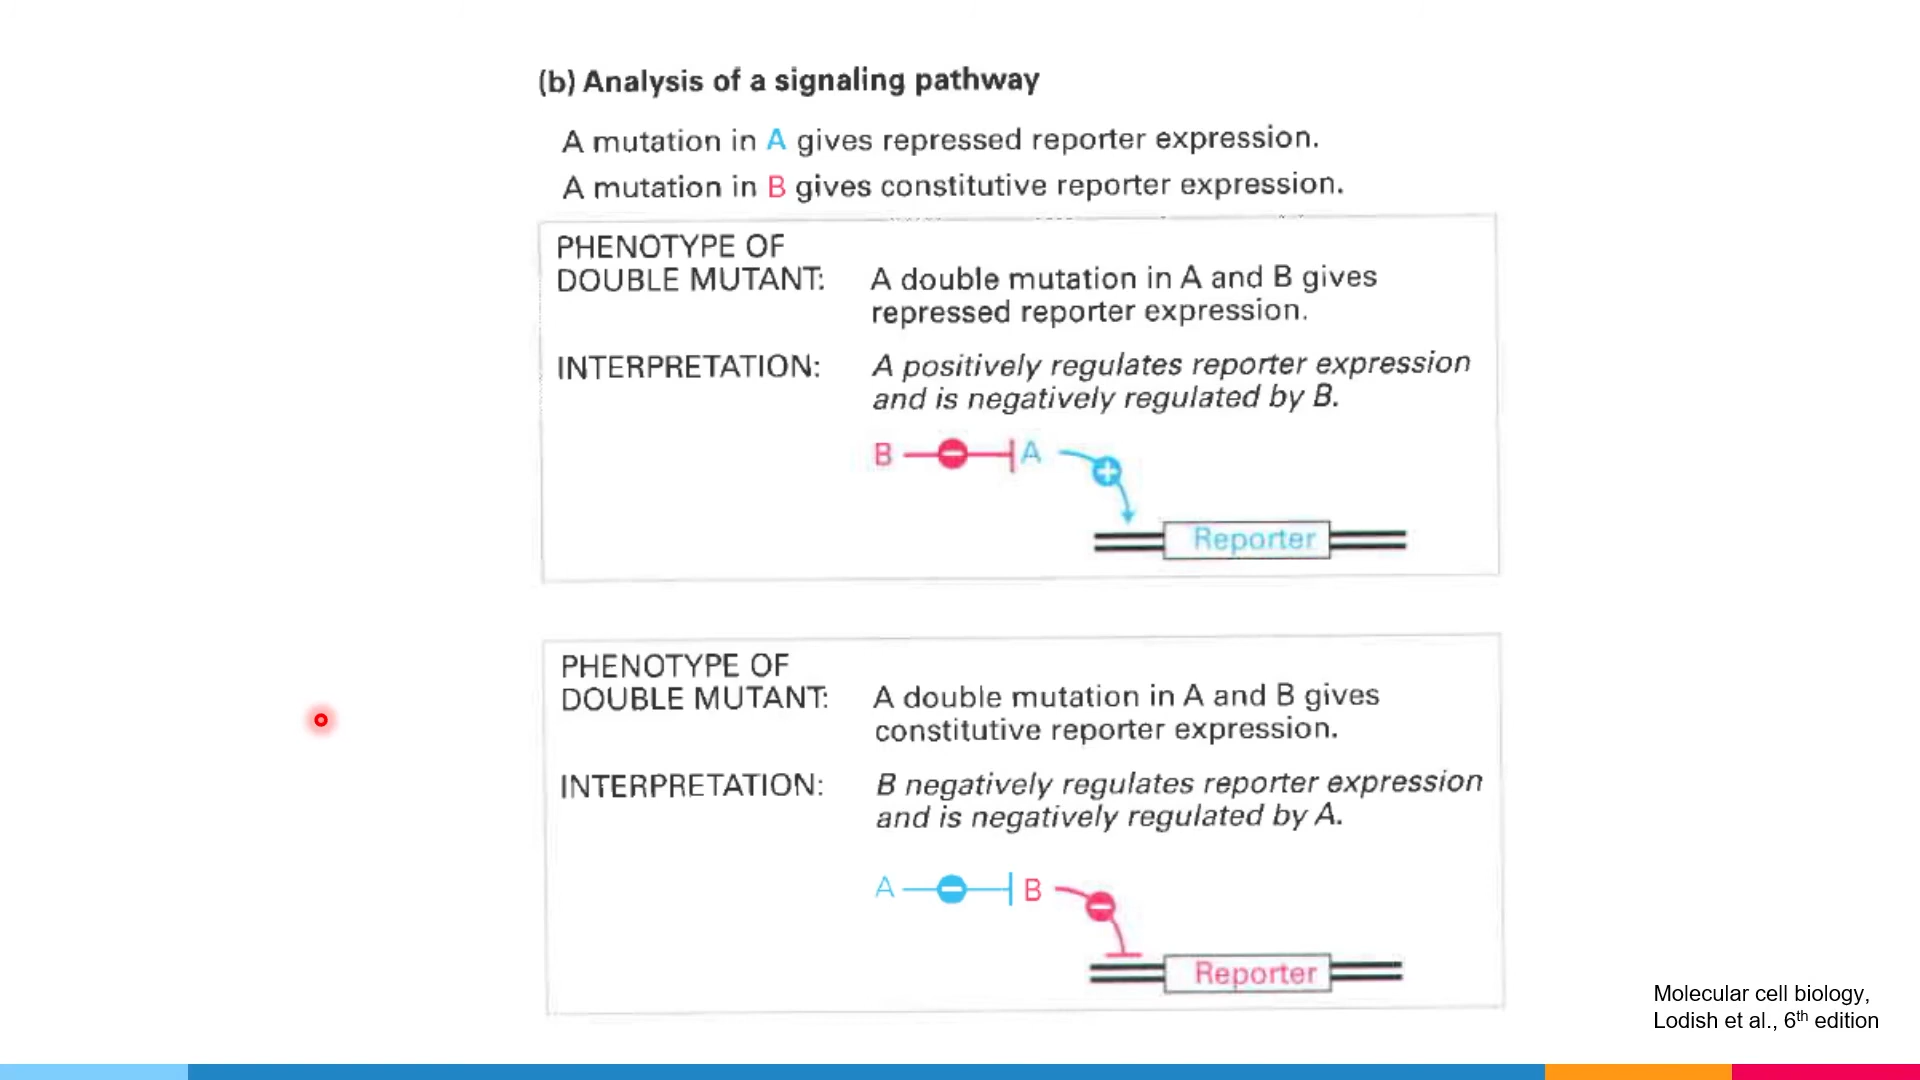 (b) Analysis of a signaling pathway
A mutation in A gives repressed reporter expression.
A mutation in B gives constitutive reporter expression.
PHENOTYPE OF
DOUBLE MUTANT: A double mutation in A and B gives
repressed reporter expression.
INTERPRETATION: A positively regulates reporter expression
and is negatively regulated by B.
B − A +
Reporter
PHENOTYPE OF
DOUBLE MUTANT: A double mutation in A and B gives
constitutive reporter expression.
INTERPRETATION: B negatively regulates reporter expression
and is negatively regulated by A.
A − B −
Reporter
Molecular cell biology,
Lodish et al., 6th edition